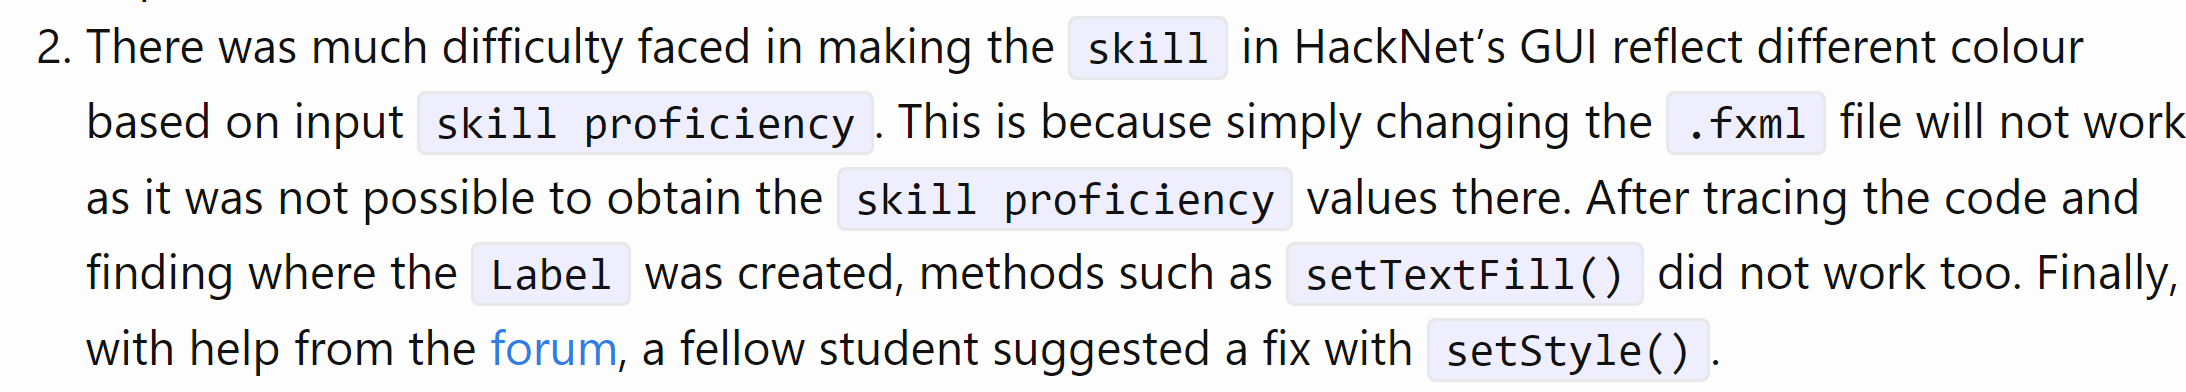 2. There was much difficulty faced in making the skill in HackNet’s GUI reflect different colour
based on input skill proficiency. This is because simply changing the .fxml file will not work
as it was not possible to obtain the skill proficiency values there. After tracing the code and
finding where the Label was created, methods such as setTextFill() did not work too. Finally,
with help from the forum, a fellow student suggested a fix with setStyle().